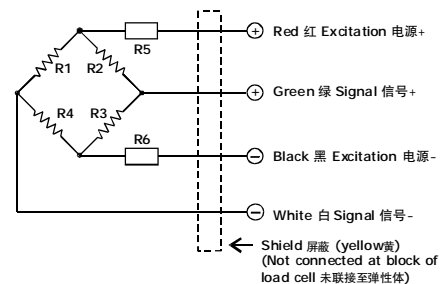 R5
Red 红 Excitation 电源+
R1
R2
Green 绿 Signal 信号+
R4
R3
R6
Black 黑 Excitation 电源-
White 白 Signal 信号-
Shield 屏蔽 (yellow黄)
(Not connected at block of
load cell 未联接至弹性体)